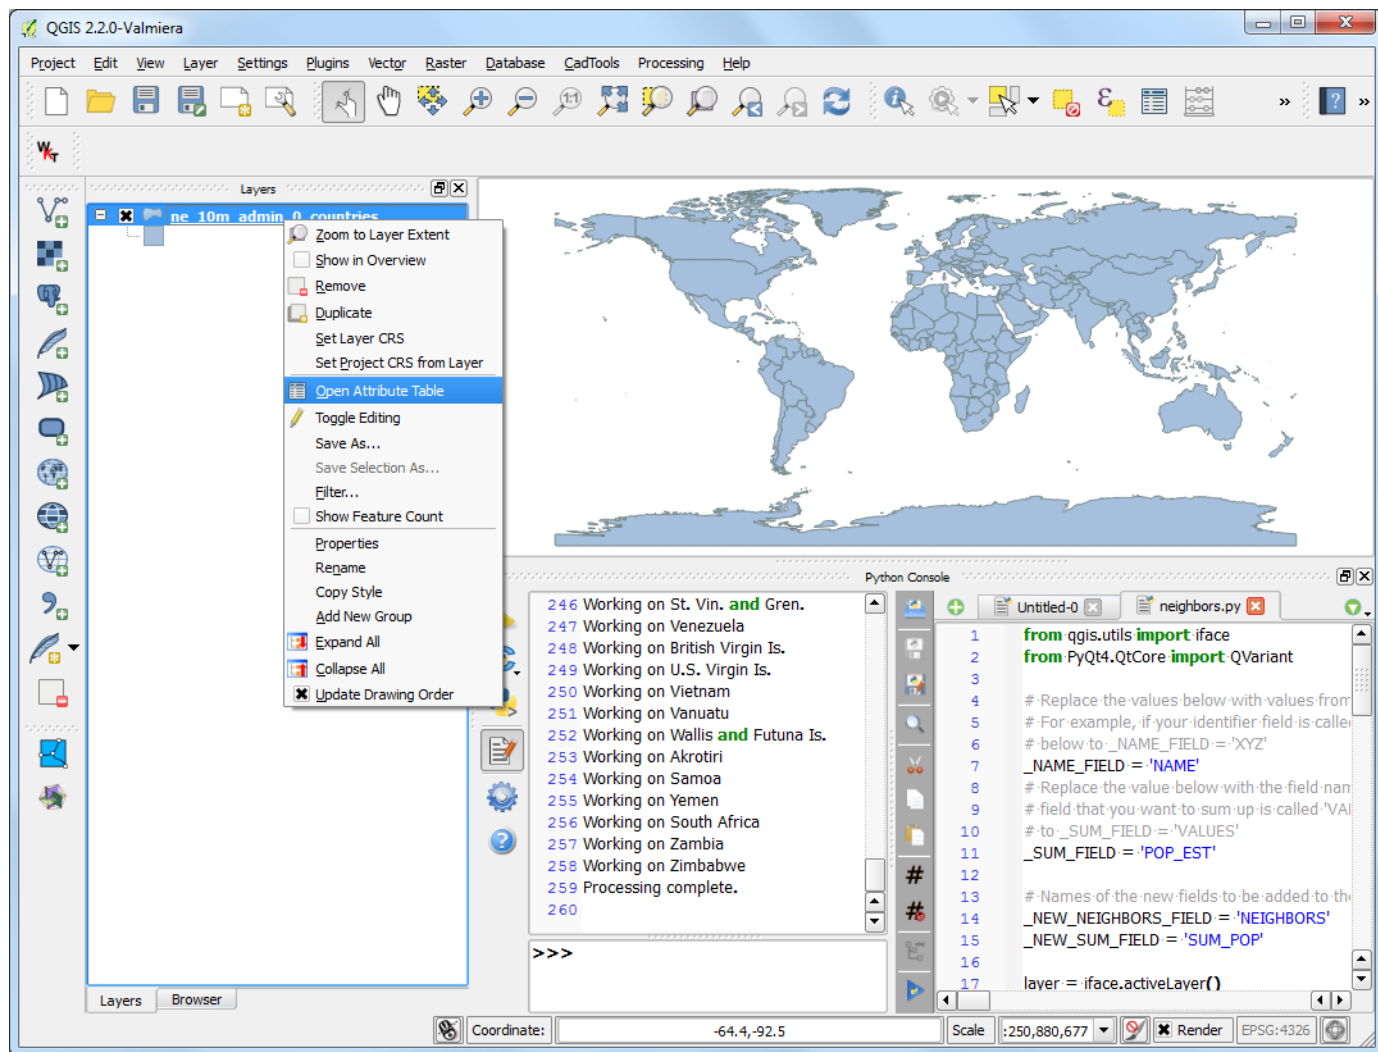 QGIS 2.2.0-Valmiera
Project Edit View Layer Settings Plugins Vector Raster Database CadTools Processing Help
1:1
»
?
»
WKT
Layers
ne_10m_admin_0_countries
Zoom to Layer Extent
Show in Overview
Remove
Duplicate
Set Layer CRS
Set Project CRS from Layer
Open Attribute Table
Toggle Editing
Save As...
Save Selection As...
Filter...
Show Feature Count
Properties
Rename
Copy Style
Add New Group
Expand All
Collapse All
Update Drawing Order
Layers Browser
Python Console
246 Working on St. Vin. and Gren.
247 Working on Venezuela
248 Working on British Virgin Is.
249 Working on U.S. Virgin Is.
250 Working on Vietnam
251 Working on Vanuatu
252 Working on Wallis and Futuna Is.
253 Working on Akrotiri
254 Working on Samoa
255 Working on Yemen
256 Working on South Africa
257 Working on Zambia
258 Working on Zimbabwe
259 Processing complete.
260
>>>
Untitled-0 neighbors.py
1 from qgis.utils import iface
2 from PyQt4.QtCore import QVariant
3
4 # Replace the values below with values from
5 # For example, if your identifier field is calle
6 # below to _NAME_FIELD = 'XYZ'
7 _NAME_FIELD = 'NAME'
8 # Replace the value below with the field nam
9 # field that you want to sum up is called 'VAL
10 # to _SUM_FIELD = 'VALUES'
11 _SUM_FIELD = 'POP_EST'
12
13 # Names of the new fields to be added to the
14 _NEW_NEIGHBORS_FIELD = 'NEIGHBORS'
15 _NEW_SUM_FIELD = 'SUM_POP'
16
17 layer = iface.activeLayer()
Coordinate: -64.4,-92.5 Scale :250,880,677 Render EPSG:4326